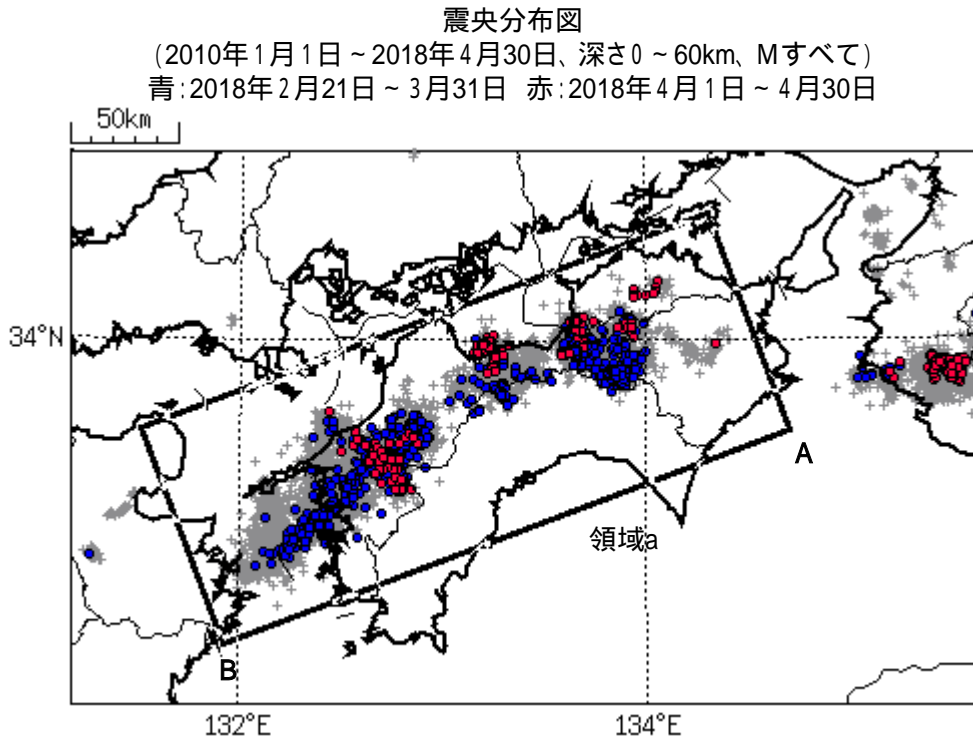 震央分布図
(2010年1月1日~2018年4月30日、深さ0~60km、Mすべて)
青:2018年2月21日~3月31日 赤:2018年4月1日~4月30日
50km
34°N
A
領域a
B
132°E 134°E